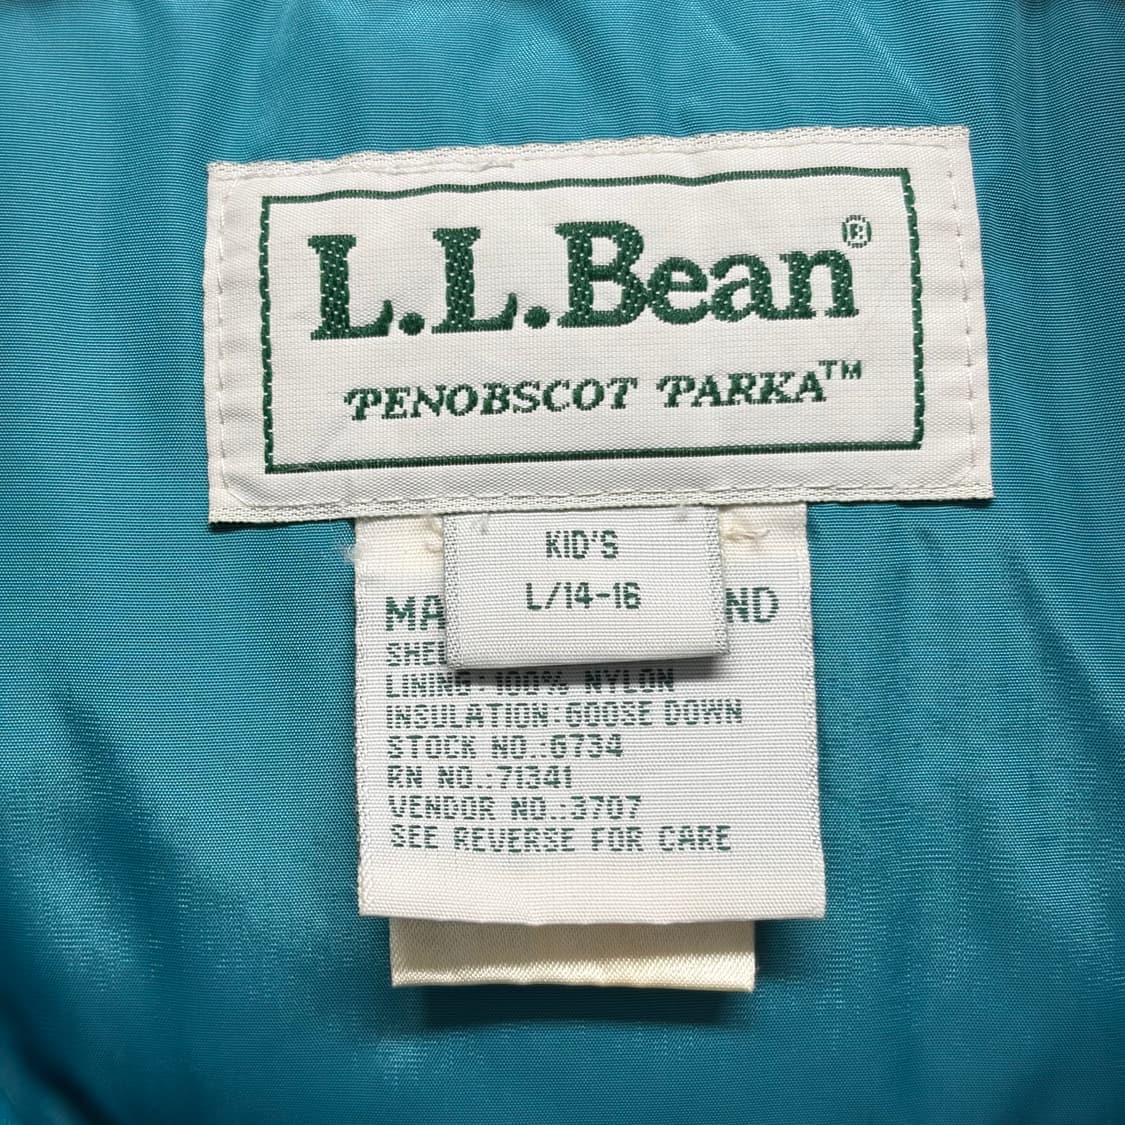 L.L.Bean®
PENOBSCOT PARKA™
KID'S
L/14-16
MA ND
SHEL
LINING: 100% NYLON
INSULATION:GOOSE DOWN
STOCK NO.:6734
RN NO.:71341
VENDOR NO.:3707
SEE REVERSE FOR CARE